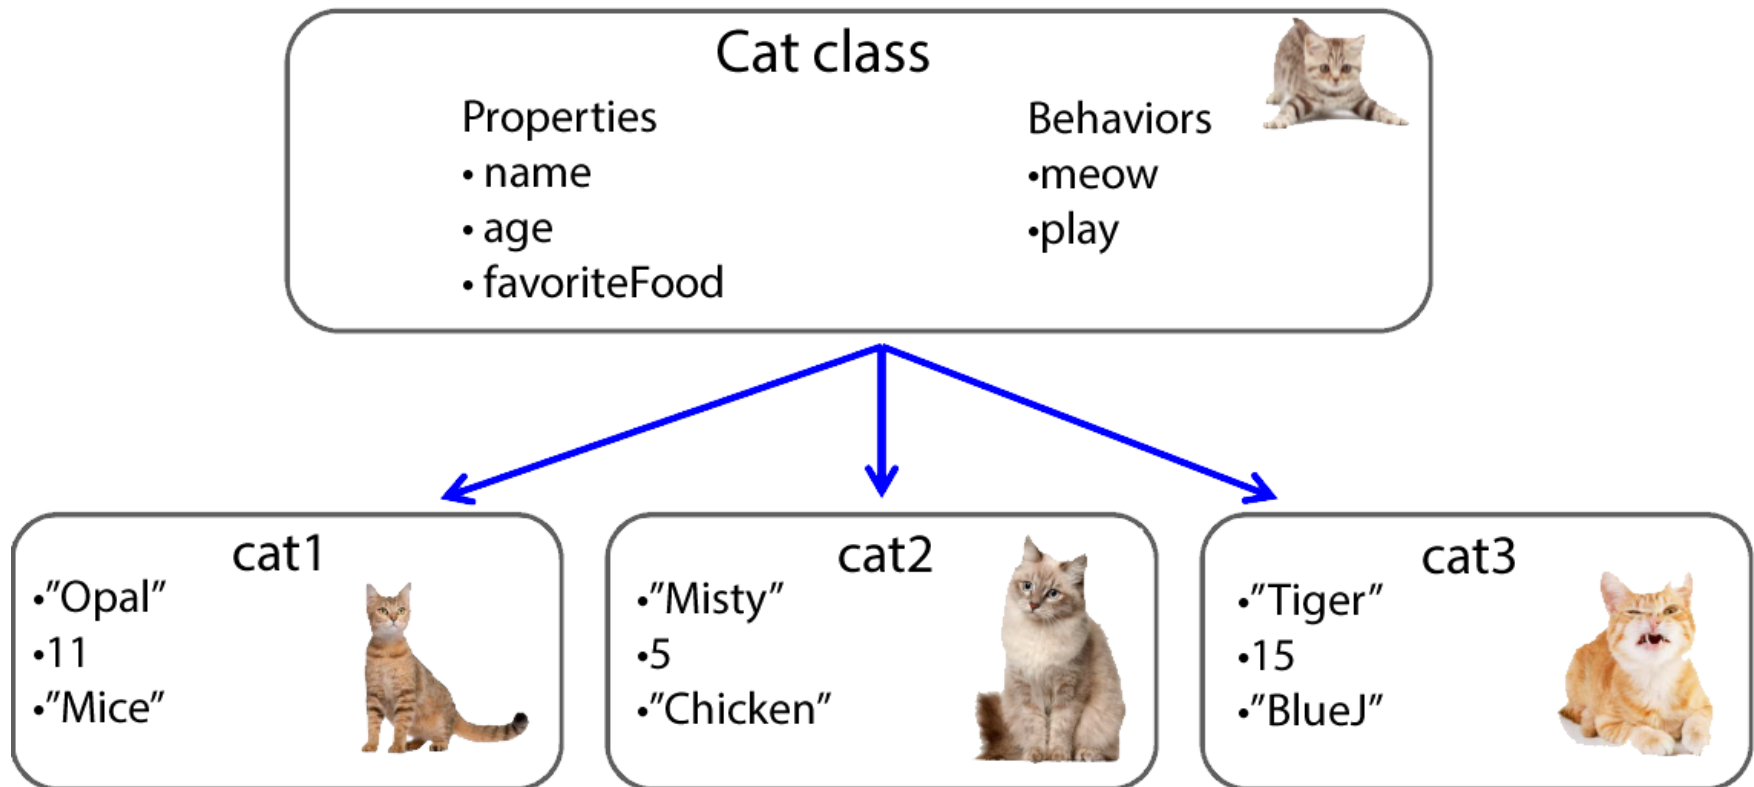 Cat class
Properties
• name
• age
• favoriteFood
Behaviors
•meow
•play
cat1
•”Opal”
•11
•”Mice”
cat2
•”Misty”
•5
•”Chicken”
cat3
•”Tiger”
•15
•”BlueJ”